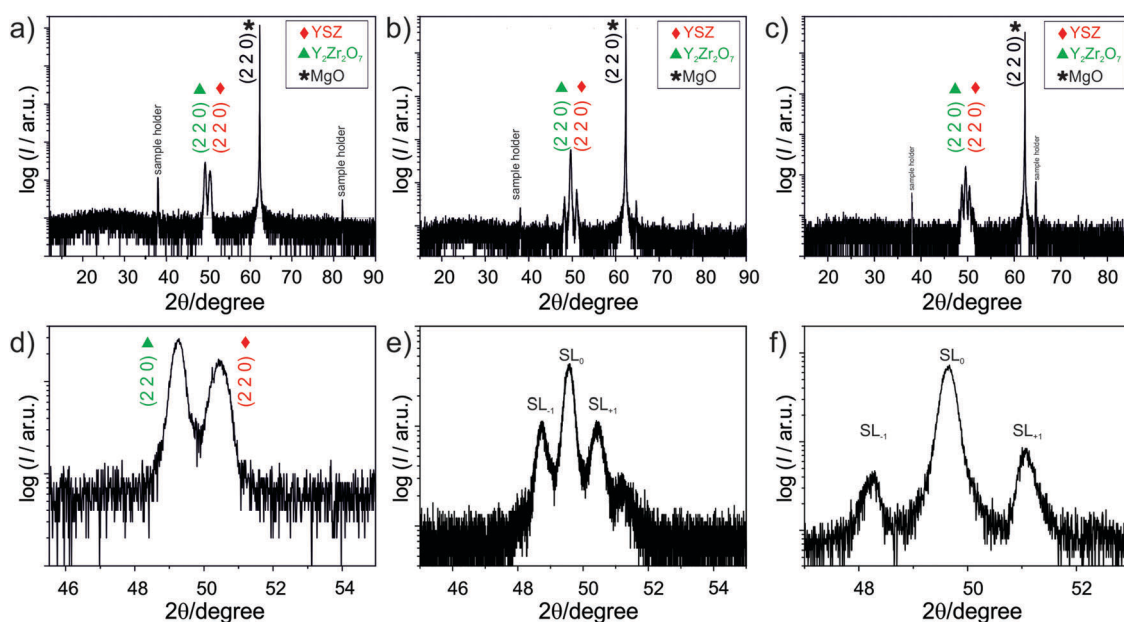 a)
YSZ
Y₂Zr₂O₇
*MgO
(2 2 0)*
(2 2 0)
(2 2 0)
sample holder
sample holder
log (I / ar.u.)
20 30 40 50 60 70 80 90
2θ/degree
b)
YSZ
Y₂Zr₂O₇
*MgO
(2 2 0)*
(2 2 0)
(2 2 0)
sample holder
log (I / ar.u.)
20 30 40 50 60 70 80 90
2θ/degree
c)
YSZ
Y₂Zr₂O₇
*MgO
(2 2 0)*
(2 2 0)
(2 2 0)
sample holder
sample holder
log (I / ar.u.)
20 30 40 50 60 70 80
2θ/degree
d)
(2 2 0)
(2 2 0)
log (I / ar.u.)
46 48 50 52 54
2θ/degree
e)
SL₀
SL₋₁
SL₊₁
log (I / ar.u.)
46 48 50 52 54
2θ/degree
f)
SL₀
SL₋₁
SL₊₁
log (I / ar.u.)
48 50 52
2θ/degree